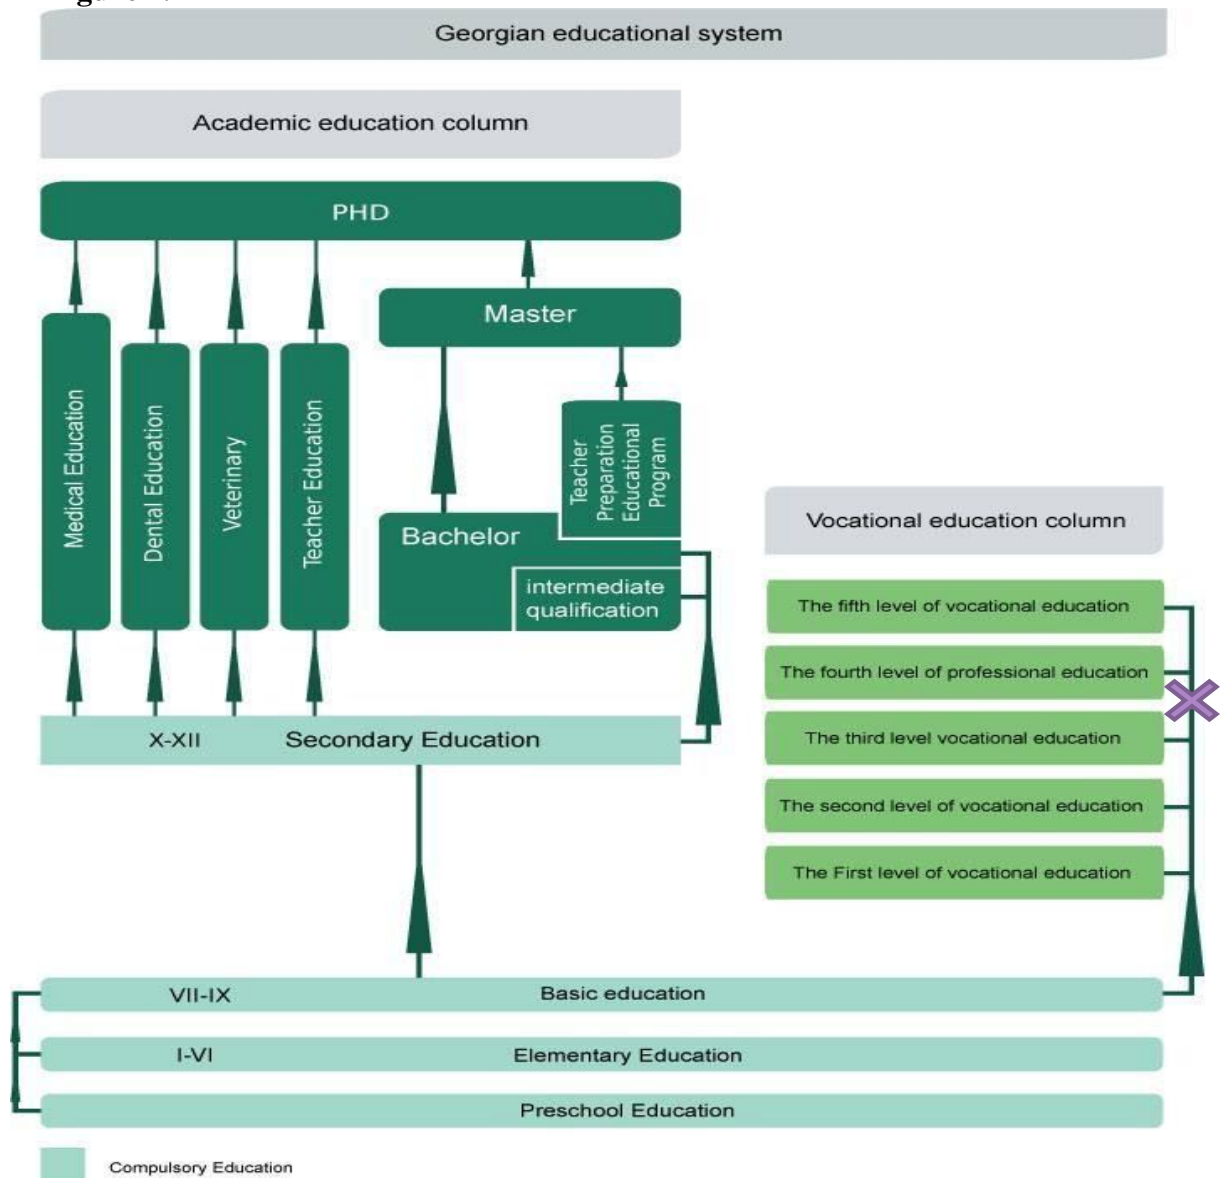 Georgian educational system
Academic education column
PHD
Master
Medical Education
Dental Education
Veterinary
Teacher Education
Teacher
Preparation
Educational
Program
Bachelor
intermediate
qualification
Vocational education column
The fifth level of vocational education
The fourth level of professional education
The third level vocational education
The second level of vocational education
The First level of vocational education
X-XII Secondary Education
VII-IX Basic education
I-VI Elementary Education
Preschool Education
Compulsory Education